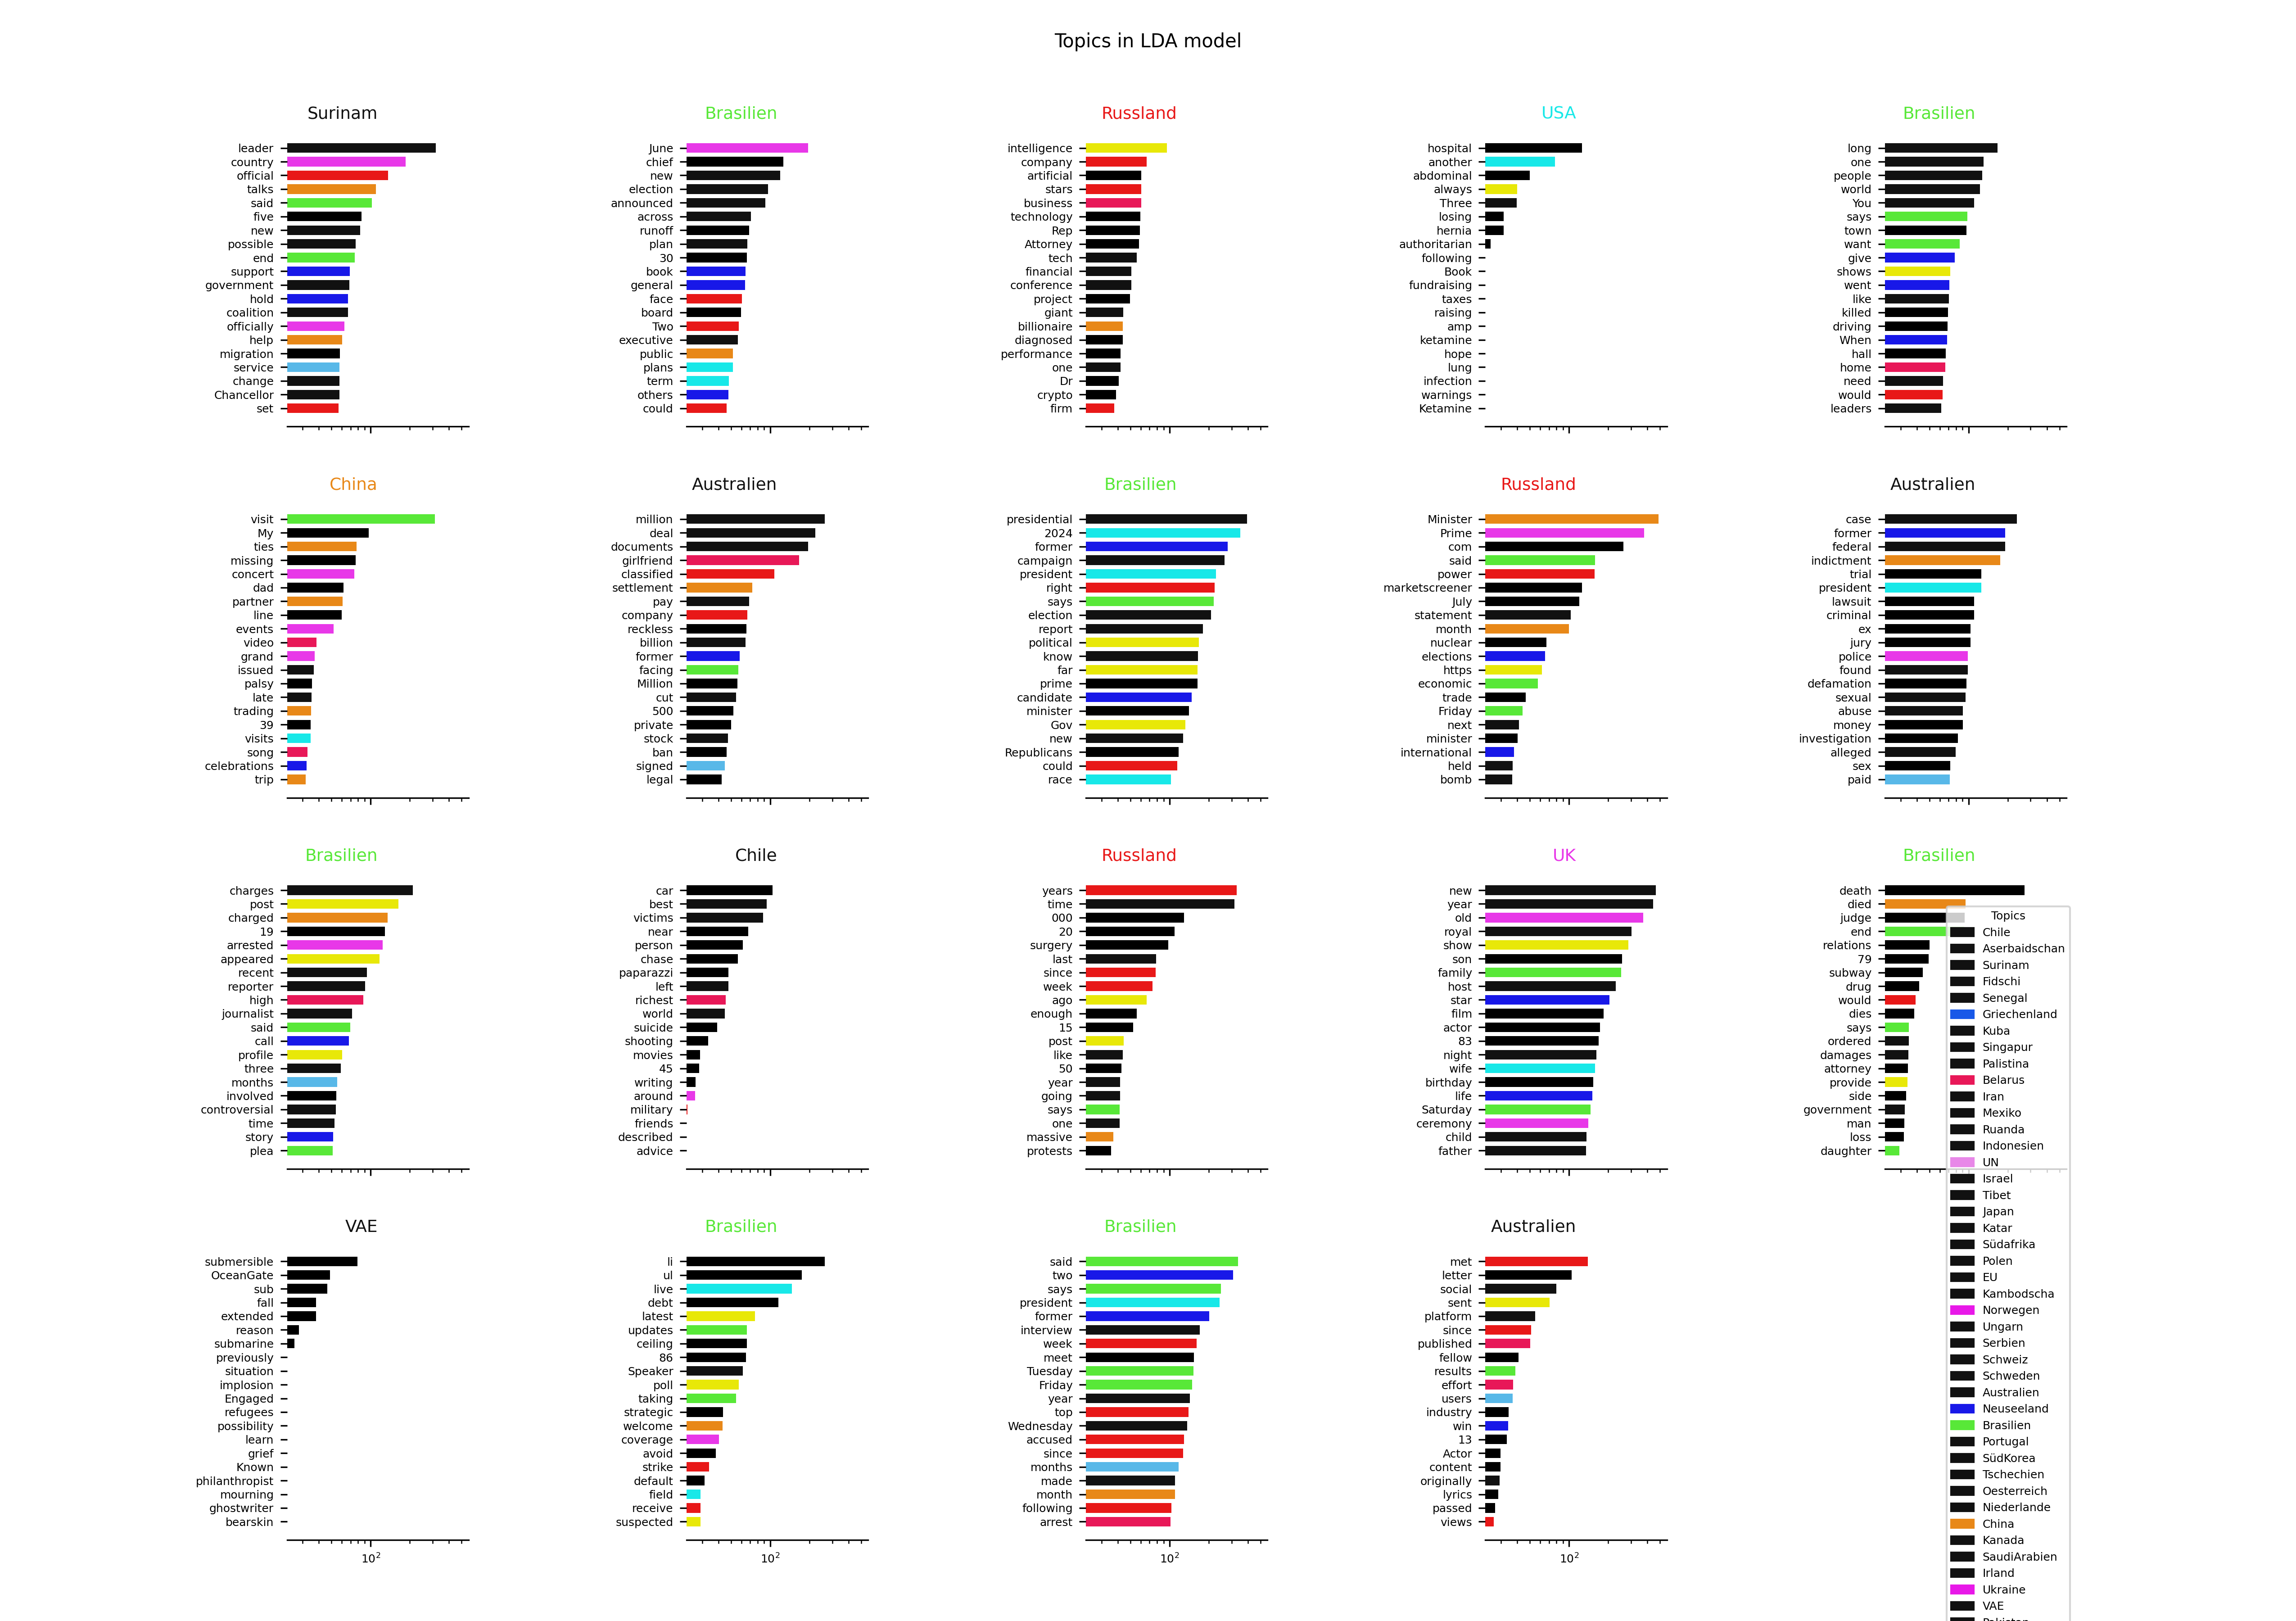 Topics in LDA model
Surinam
leader
country
official
talks
said
five
new
possible
end
support
government
hold
coalition
officially
help
migration
service
change
Chancellor
set
Brasilien
June
chief
new
election
announced
across
runoff
plan
30
book
general
face
board
Two
executive
public
plans
term
others
could
Russland
intelligence
company
artificial
stars
business
technology
Rep
Attorney
tech
financial
conference
project
giant
billionaire
diagnosed
performance
one
Dr
crypto
firm
USA
hospital
another
abdominal
always
Three
losing
hernia
authoritarian
following
Book
fundraising
taxes
raising
amp
ketamine
hope
lung
infection
warnings
Ketamine
Brasilien
long
one
people
world
You
says
town
want
give
shows
went
like
killed
driving
When
hall
home
need
would
leaders
China
visit
My
ties
missing
concert
dad
partner
line
events
video
grand
issued
palsy
late
trading
39
visits
song
celebrations
trip
Australien
million
deal
documents
girlfriend
classified
settlement
pay
company
reckless
billion
former
facing
Million
cut
500
private
stock
ban
signed
legal
Brasilien
presidential
2024
former
campaign
president
right
says
election
report
political
know
far
prime
candidate
minister
Gov
new
Republicans
could
race
Russland
Minister
Prime
com
said
power
marketscreener
July
statement
month
nuclear
elections
https
economic
trade
Friday
next
minister
international
held
bomb
Australien
case
former
federal
indictment
trial
president
lawsuit
criminal
ex
jury
police
found
defamation
sexual
abuse
money
investigation
alleged
sex
paid
Brasilien
charges
post
charged
19
arrested
appeared
recent
reporter
high
journalist
said
call
profile
three
months
involved
controversial
time
story
plea
Chile
car
best
victims
near
person
chase
paparazzi
left
richest
world
suicide
shooting
movies
45
writing
around
military
friends
described
advice
Russland
years
time
000
20
surgery
last
since
week
ago
enough
15
post
like
50
year
going
says
one
massive
protests
UK
new
year
old
royal
show
son
family
host
star
film
actor
83
night
wife
birthday
life
Saturday
ceremony
child
father
Brasilien
death
died
judge
end
relations
79
subway
drug
would
dies
says
ordered
damages
attorney
provide
side
government
man
loss
daughter
VAE
submersible
OceanGate
sub
fall
extended
reason
submarine
previously
situation
implosion
Engaged
refugees
possibility
learn
grief
Known
philanthropist
mourning
ghostwriter
bearskin
10²
Brasilien
li
ul
live
debt
latest
updates
ceiling
86
Speaker
poll
taking
strategic
welcome
coverage
avoid
strike
default
field
receive
suspected
10²
Brasilien
said
two
says
president
former
interview
week
meet
Tuesday
Friday
year
top
Wednesday
accused
since
months
made
month
following
arrest
10²
Australien
met
letter
social
sent
platform
since
published
fellow
results
effort
users
industry
win
13
Actor
content
originally
lyrics
passed
views
10²
Topics
Chile
Aserbaidschan
Surinam
Fidschi
Senegal
Griechenland
Kuba
Singapur
Palistina
Belarus
Iran
Mexiko
Ruanda
Indonesien
UN
Israel
Tibet
Japan
Katar
Südafrika
Polen
EU
Kambodscha
Norwegen
Ungarn
Serbien
Schweiz
Schweden
Australien
Neuseeland
Brasilien
Portugal
SüdKorea
Tschechien
Oesterreich
Niederlande
China
Kanada
SaudiArabien
Irland
Ukraine
VAE